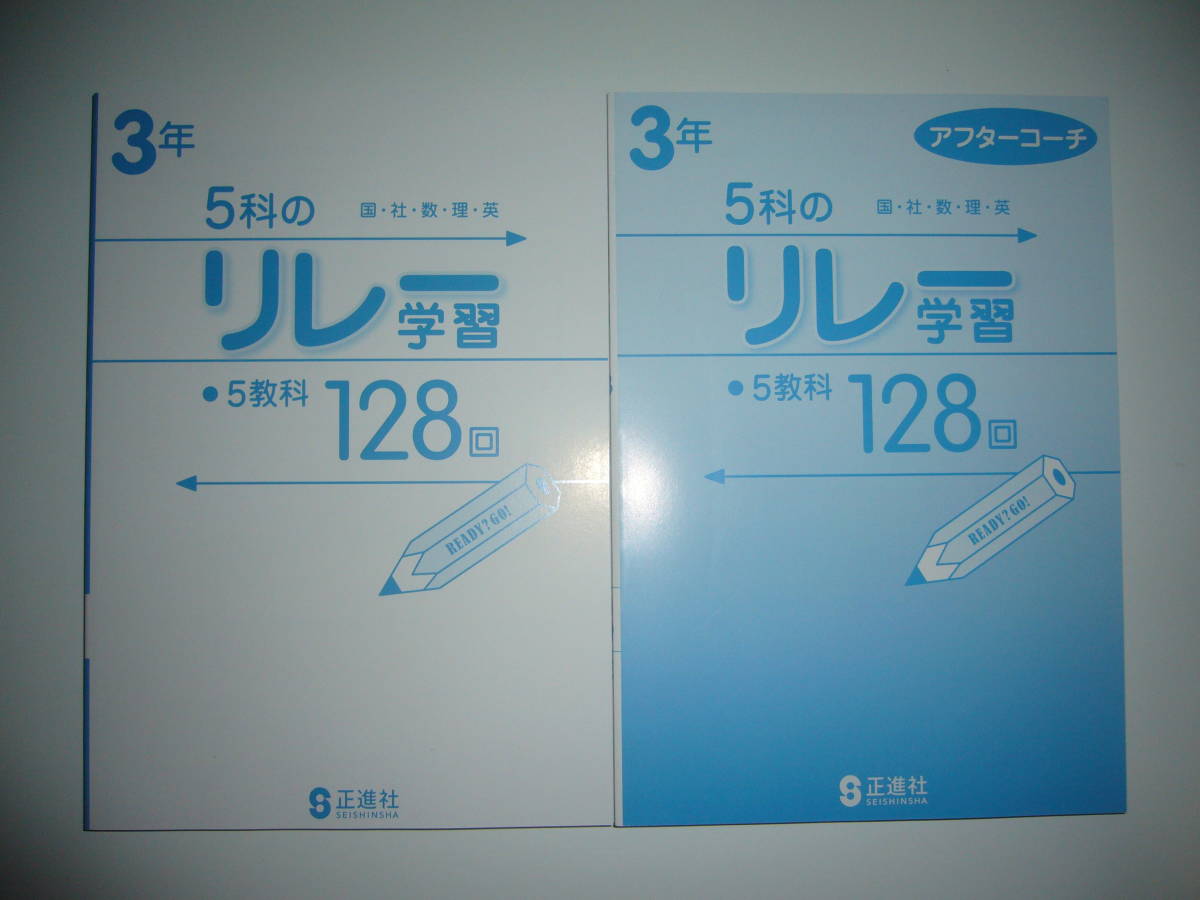 3年
5科の 国・社・数・理・英
リレー学習
・5教科 128回
READY? GO!
正進社
SEISHINSHA
3年
アフターコーチ
5科の 国・社・数・理・英
リレー学習
・5教科 128回
READY? GO!
正進社
SEISHINSHA